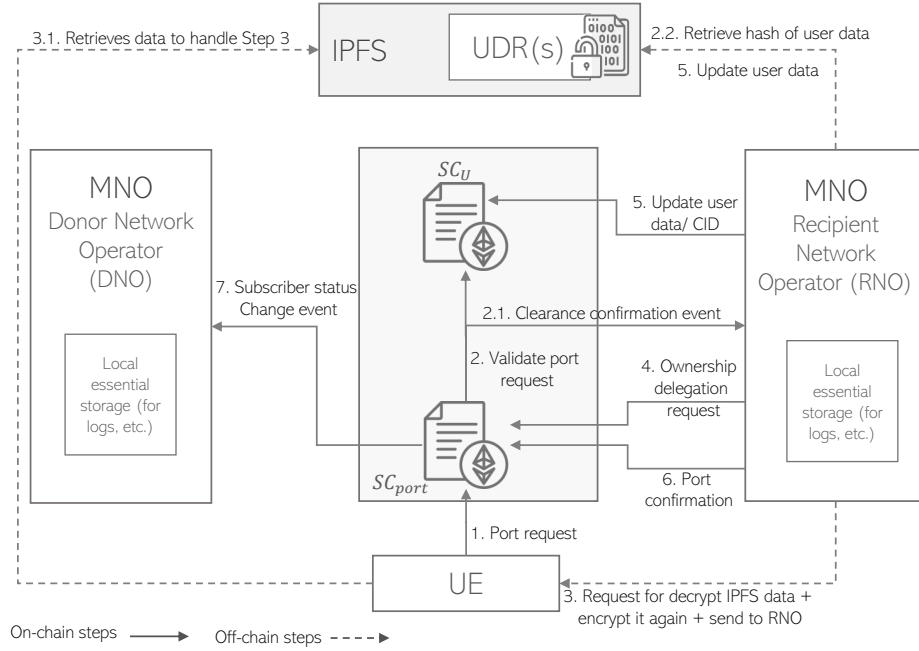 3.1. Retrieves data to handle Step 3
IPFS
UDR(s)
0100
0101
100
101
2.2. Retrieve hash of user data
5. Update user data
MNO
Donor Network
Operator
(DNO)
Local
essential
storage (for
logs, etc.)
SC_U
5. Update user
data/ CID
MNO
Recipient
Network
Operator (RNO)
7. Subscriber status
Change event
2.1. Clearance confirmation event
2. Validate port
request
4. Ownership
delegation
request
Local
essential
storage (for
logs, etc.)
SC_port
6. Port
confirmation
1. Port request
UE
3. Request for decrypt IPFS data +
encrypt it again + send to RNO
On-chain steps
Off-chain steps